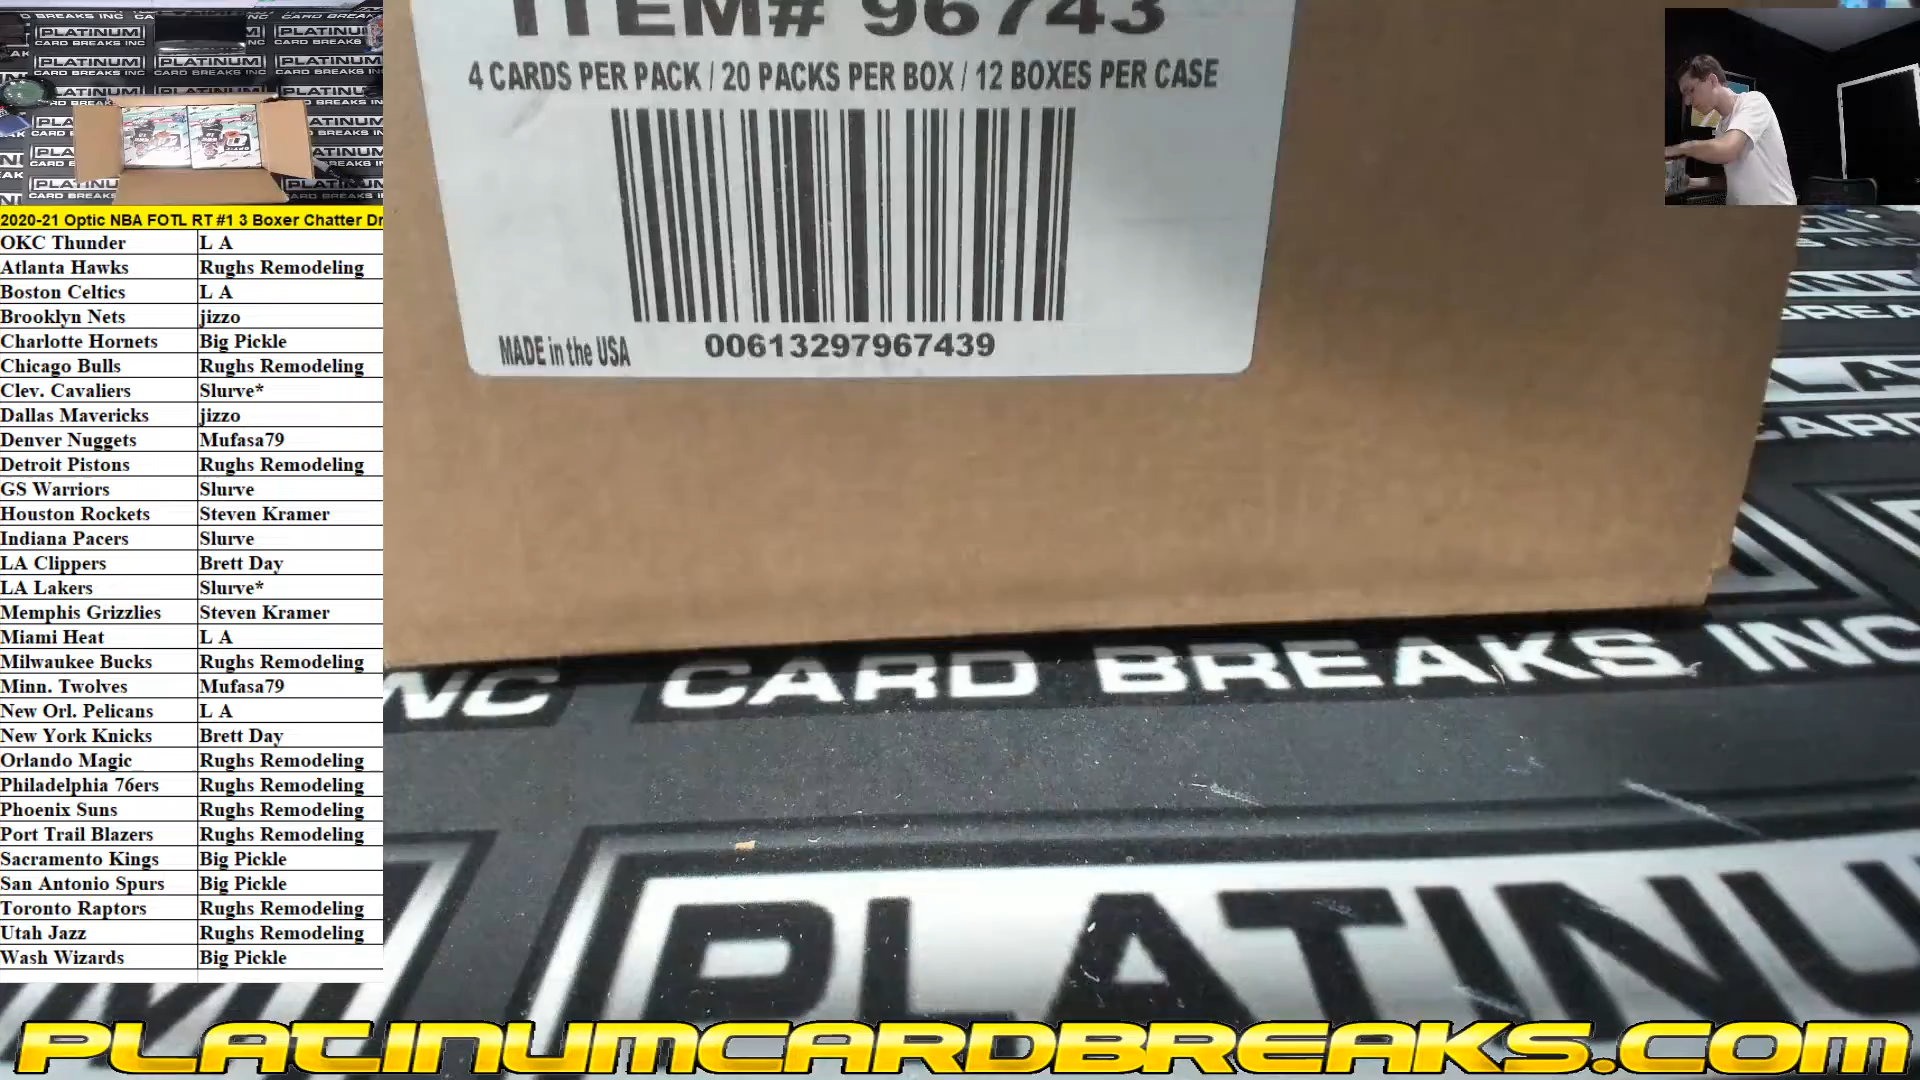 ITEM# 96743
4 CARDS PER PACK / 20 PACKS PER BOX / 12 BOXES PER CASE
MADE in the USA
00613297967439
2020-21 Optic NBA FOTL RT #1 3 Boxer Chatter Dr
OKC Thunder L A
Atlanta Hawks Rughs Remodeling
Boston Celtics L A
Brooklyn Nets jizzo
Charlotte Hornets Big Pickle
Chicago Bulls Rughs Remodeling
Clev. Cavaliers Slurve*
Dallas Mavericks jizzo
Denver Nuggets Mufasa79
Detroit Pistons Rughs Remodeling
GS Warriors Slurve
Houston Rockets Steven Kramer
Indiana Pacers Slurve
LA Clippers Brett Day
LA Lakers Slurve*
Memphis Grizzlies Steven Kramer
Miami Heat L A
Milwaukee Bucks Rughs Remodeling
Minn. Twolves Mufasa79
New Orl. Pelicans L A
New York Knicks Brett Day
Orlando Magic Rughs Remodeling
Philadelphia 76ers Rughs Remodeling
Phoenix Suns Rughs Remodeling
Port Trail Blazers Rughs Remodeling
Sacramento Kings Big Pickle
San Antonio Spurs Big Pickle
Toronto Raptors Rughs Remodeling
Utah Jazz Rughs Remodeling
Wash Wizards Big Pickle
NC CARD BREAKS INC
PLATINU
PLATINUMCARDBREAKS.COM